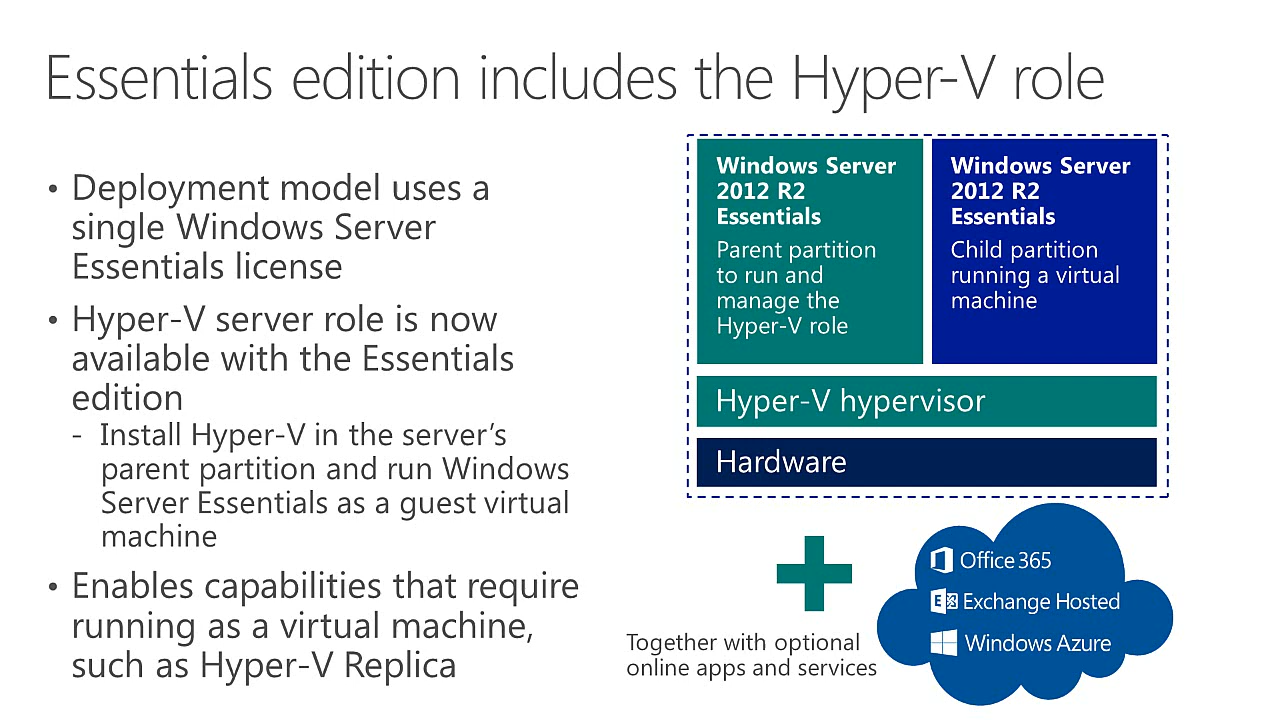 Essentials edition includes the Hyper-V role
• Deployment model uses a
single Windows Server
Essentials license
• Hyper-V server role is now
available with the Essentials
edition
- Install Hyper-V in the server’s
parent partition and run Windows
Server Essentials as a guest virtual
machine
• Enables capabilities that require
running as a virtual machine,
such as Hyper-V Replica
Windows Server
2012 R2
Essentials
Parent partition
to run and
manage the
Hyper-V role
Windows Server
2012 R2
Essentials
Child partition
running a virtual
machine
Hyper-V hypervisor
Hardware
Together with optional
online apps and services
Office 365
Exchange Hosted
Windows Azure